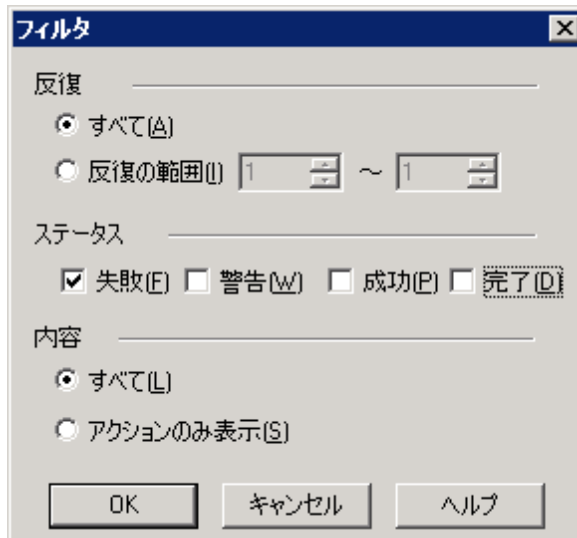 フィルタ
反復
すべて(A)
反復の範囲(I) 1 ～ 1
ステータス
失敗(F) 警告(W) 成功(P) 完了(D)
内容
すべて(L)
アクションのみ表示(S)
OK キャンセル ヘルプ